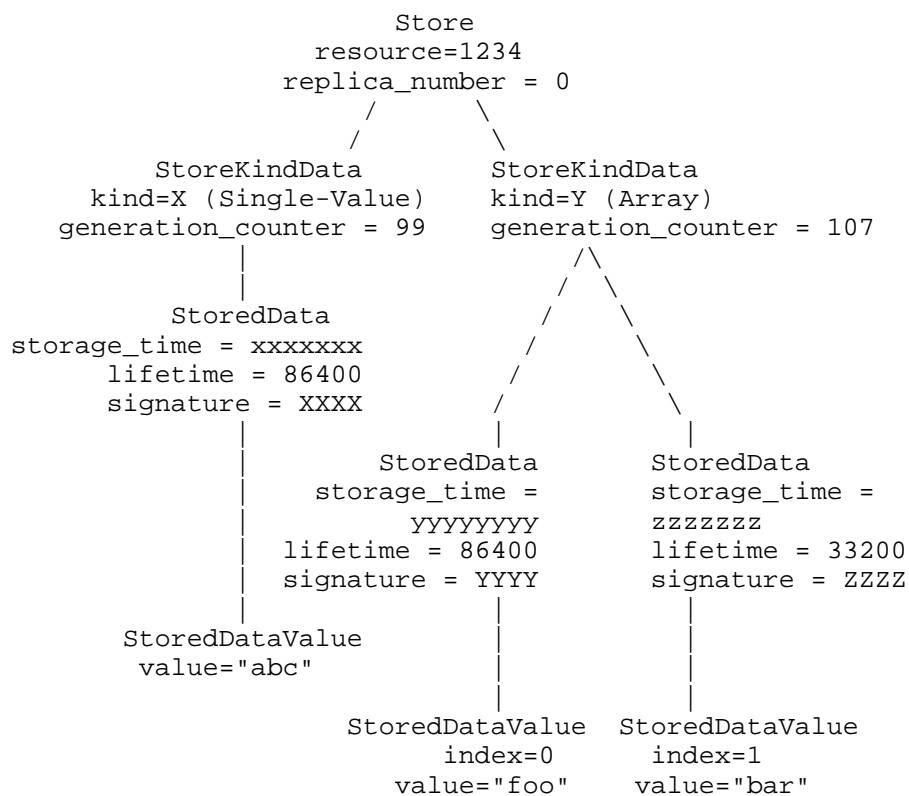 Store
resource=1234
replica_number = 0
StoreKindData StoreKindData
kind=X (Single-Value) kind=Y (Array)
generation_counter = 99 generation_counter = 107
StoredData
storage_time = xxxxxxx
lifetime = 86400
signature = XXXX
StoredData StoredData
storage_time = storage_time =
yyyyyyyy zzzzzzz
lifetime = 86400 lifetime = 33200
signature = YYYY signature = ZZZZ
StoredDataValue
value="abc"
StoredDataValue StoredDataValue
index=0 index=1
value="foo" value="bar"